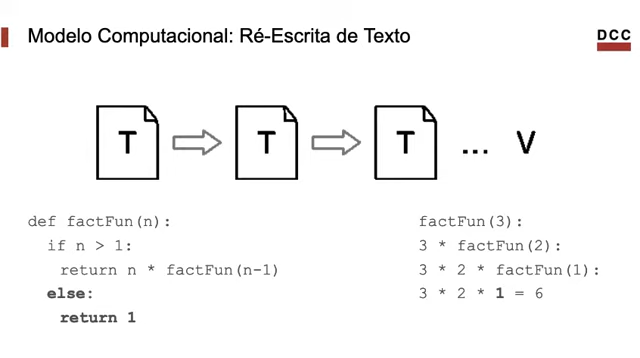 Modelo Computacional: Ré-Escrita de Texto
DCC
T T T ... V
def factFun(n):
if n > 1:
return n * factFun(n-1)
else:
return 1
factFun(3):
3 * factFun(2):
3 * 2 * factFun(1):
3 * 2 * 1 = 6